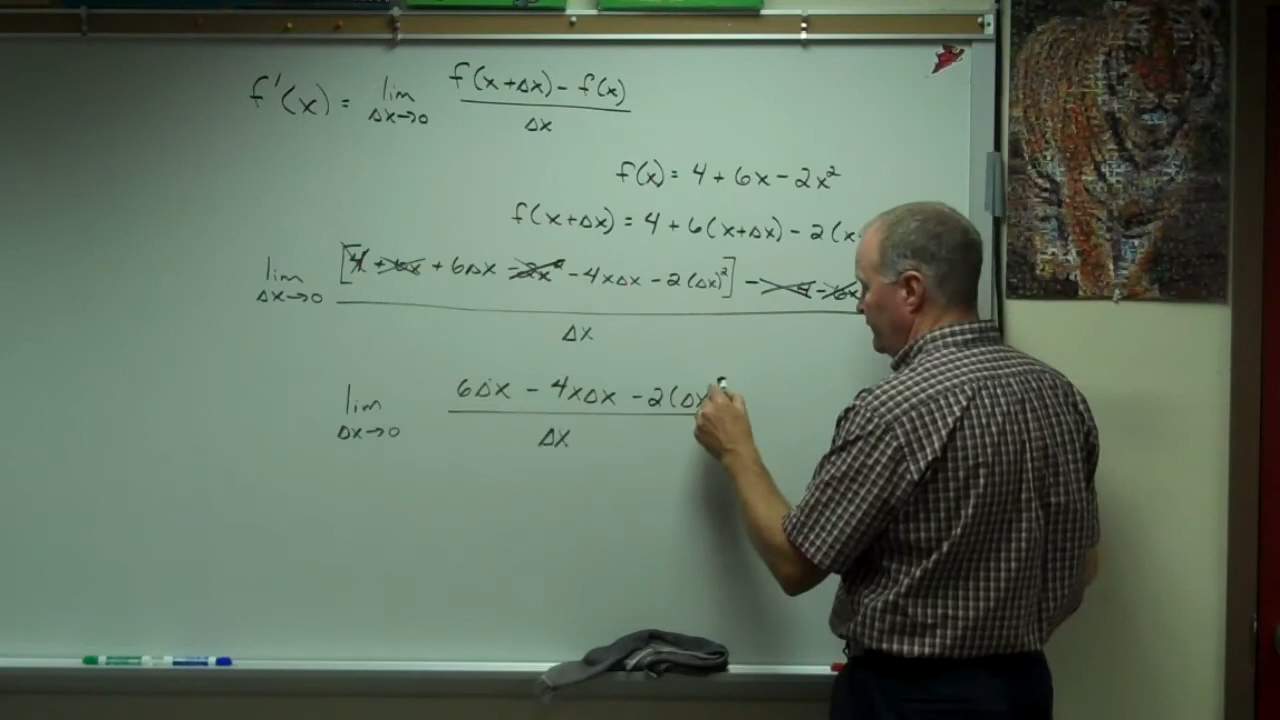 f'(x) = lim Δx→0 f(x+Δx) - f(x) / Δx
f(x) = 4 + 6x - 2x²
f(x+Δx) = 4 + 6(x+Δx) - 2(x
lim Δx→0 [4 + 6x + 6Δx - 2x² - 4xΔx - 2(Δx)²] - 4 - 6x / Δx
lim Δx→0 6Δx - 4xΔx - 2(Δx / Δx